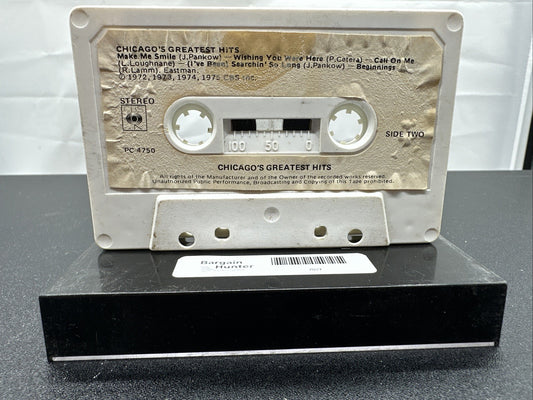 CHICAGO'S GREATEST HITS
Make Me Smile (J.Pankow) — Wishing You Were Here (P.Cetera) — Call On Me
(L.Loughnane) — (I've Been) Searchin' So Long (J.Pankow) — Beginnings
(R.Lamm). Eastman.
℗ 1972, 1973, 1974, 1975 CBS Inc.
STEREO
CBS
PC 4750
100 50 0
SIDE TWO
CHICAGO'S GREATEST HITS
All rights of the Manufacturer and of the Owner of the recorded works reserved.
Unauthorized Public Performance, Broadcasting and Copying of this Tape prohibited.
Bargain
Hunter